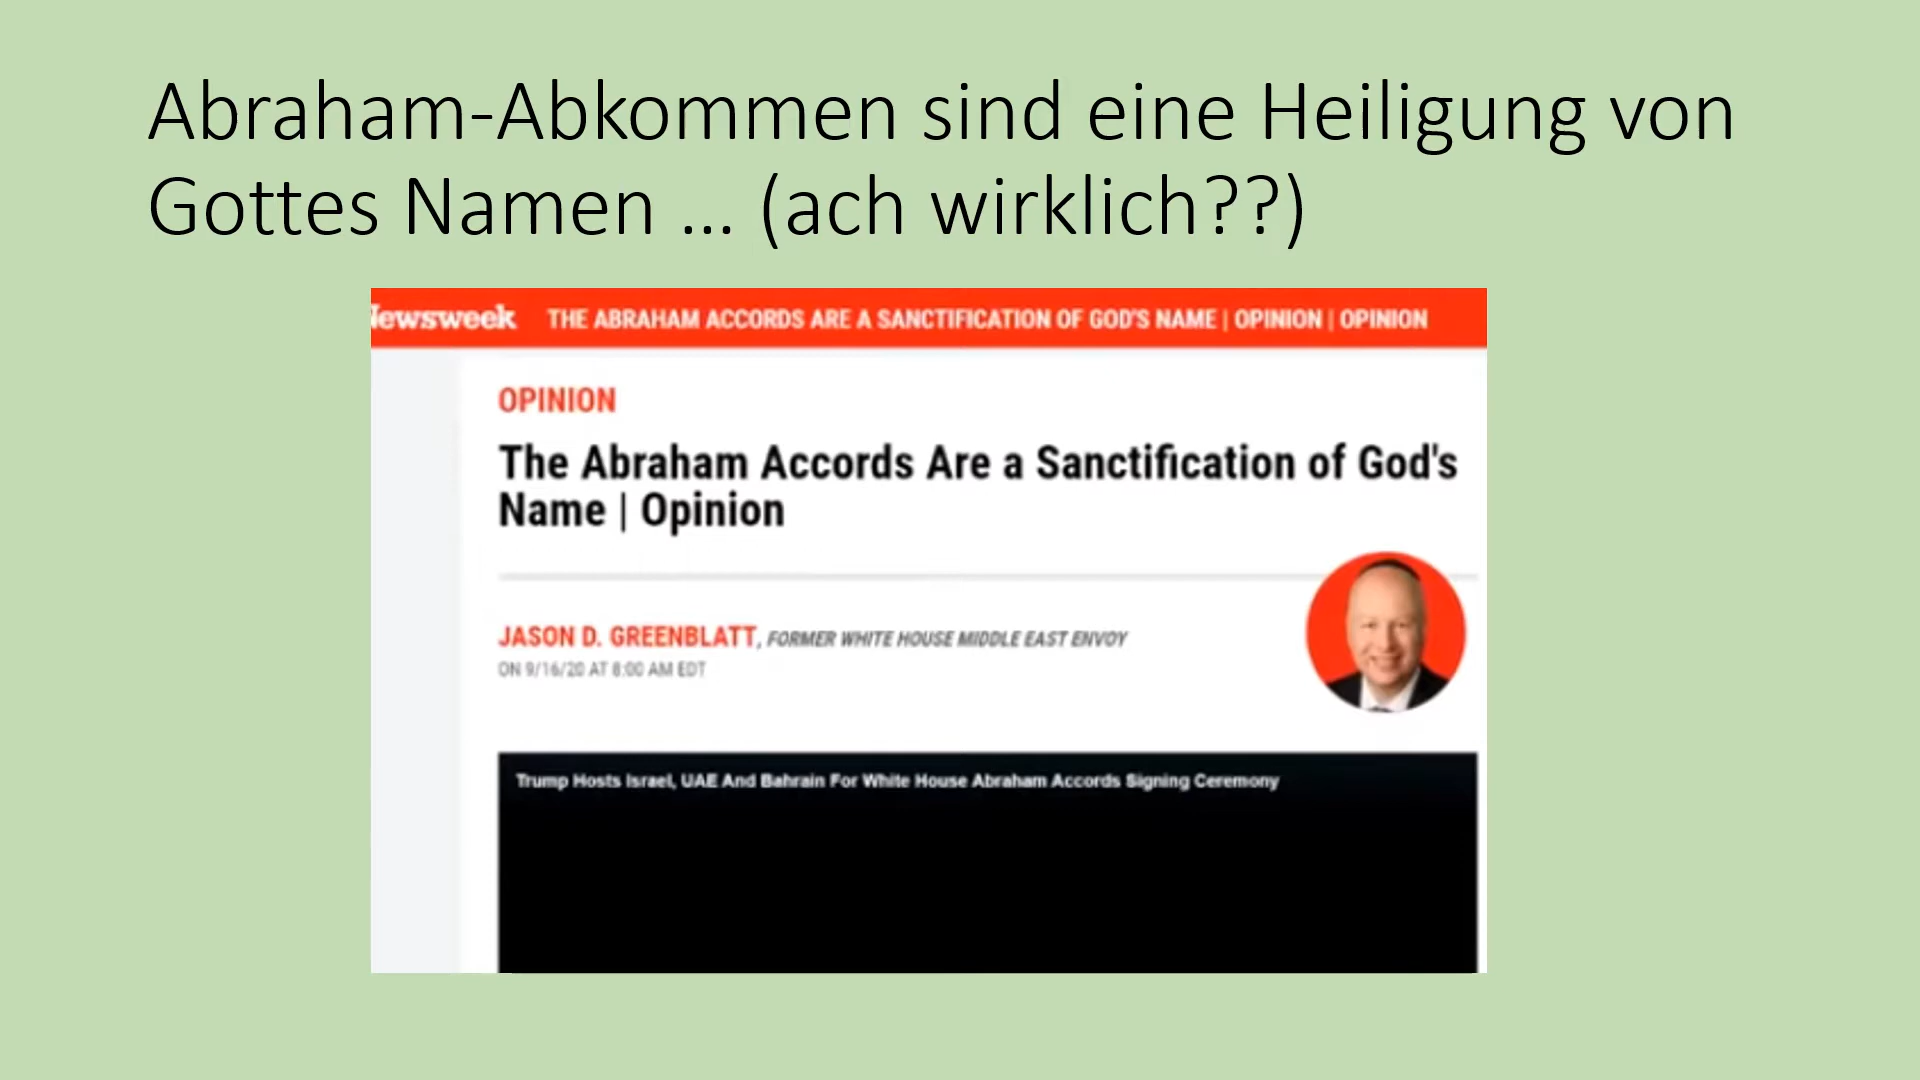 Abraham-Abkommen sind eine Heiligung von
Gottes Namen … (ach wirklich??)
Newsweek THE ABRAHAM ACCORDS ARE A SANCTIFICATION OF GOD'S NAME | OPINION | OPINION
OPINION
The Abraham Accords Are a Sanctification of God's
Name | Opinion
JASON D. GREENBLATT, FORMER WHITE HOUSE MIDDLE EAST ENVOY
ON 9/16/20 AT 8:00 AM EDT
Trump Hosts Israel, UAE And Bahrain For White House Abraham Accords Signing Ceremony